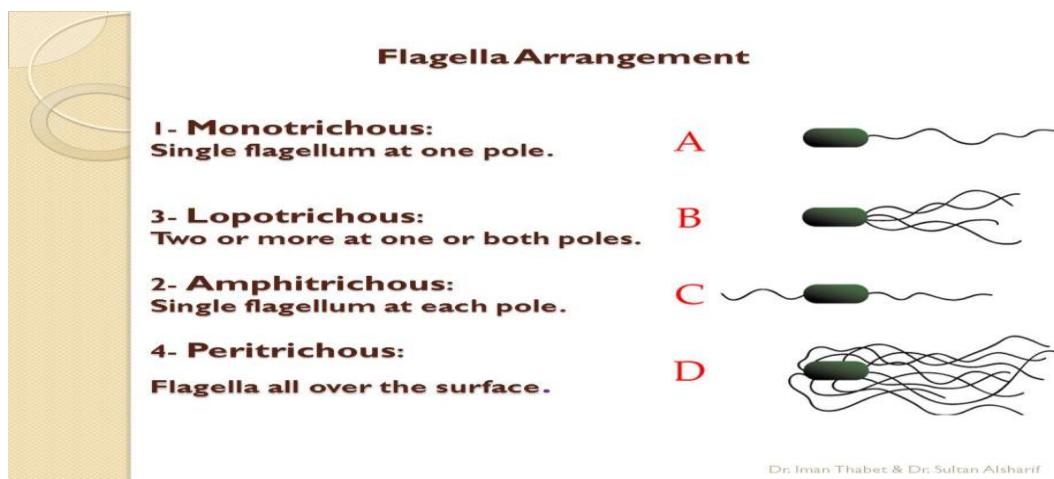 Flagella Arrangement
1- Monotrichous:
Single flagellum at one pole.
A
3- Lopotrichous:
Two or more at one or both poles.
B
2- Amphitrichous:
Single flagellum at each pole.
C
4- Peritrichous:
Flagella all over the surface.
D
Dr. Iman Thabet & Dr. Sultan Alsharif